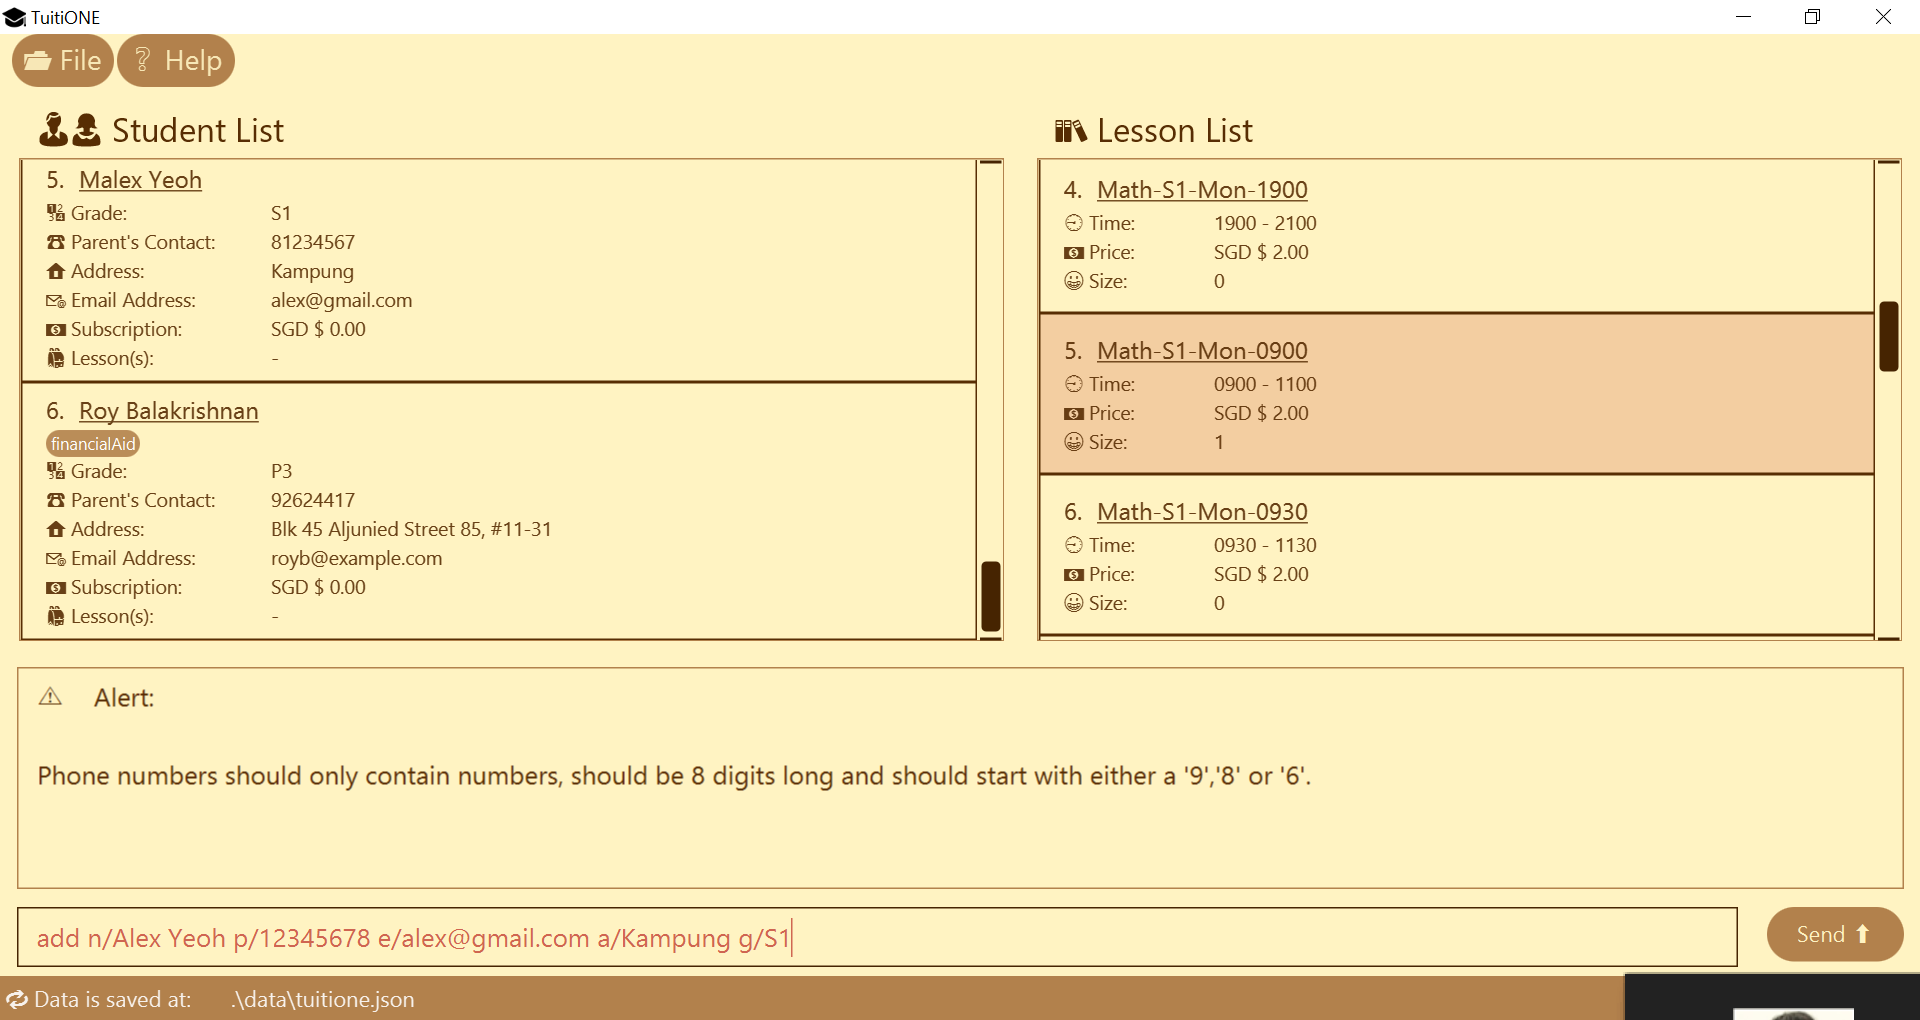 TuitiONE
File Help
Student List
5. Malex Yeoh
Grade: S1
Parent's Contact: 81234567
Address: Kampung
Email Address: alex@gmail.com
Subscription: SGD $ 0.00
Lesson(s): -
6. Roy Balakrishnan
financialAid
Grade: P3
Parent's Contact: 92624417
Address: Blk 45 Aljunied Street 85, #11-31
Email Address: royb@example.com
Subscription: SGD $ 0.00
Lesson(s): -
Lesson List
4. Math-S1-Mon-1900
Time: 1900 - 2100
Price: SGD $ 2.00
Size: 0
5. Math-S1-Mon-0900
Time: 0900 - 1100
Price: SGD $ 2.00
Size: 1
6. Math-S1-Mon-0930
Time: 0930 - 1130
Price: SGD $ 2.00
Size: 0
Alert:
Phone numbers should only contain numbers, should be 8 digits long and should start with either a '9','8' or '6'.
add n/Alex Yeoh p/12345678 e/alex@gmail.com a/Kampung g/S1
Send
Data is saved at: .\data\tuitione.json